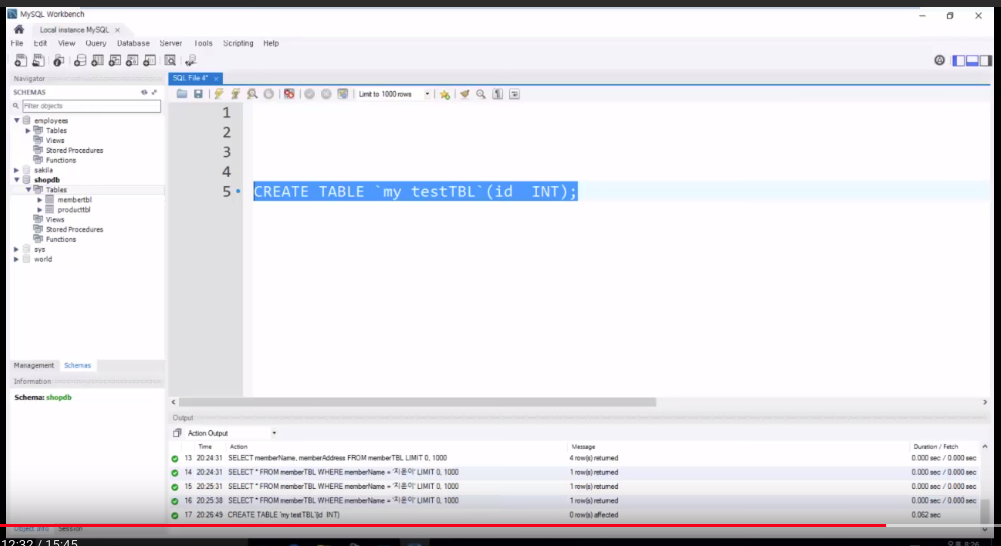 MySQL Workbench
Local instance MySQL ×
File Edit View Query Database Server Tools Scripting Help
Navigator
SQL File 4* ×
SCHEMAS
Limit to 1000 rows
Filter objects
employees
Tables
Views
Stored Procedures
Functions
sakila
shopdb
Tables
membertbl
producttbl
Views
Stored Procedures
Functions
sys
world
1
2
3
4
5 CREATE TABLE `my testTBL`(id INT);
Management Schemas
Information
Schema: shopdb
Output
Action Output
Time Action Message Duration / Fetch
13 20:24:31 SELECT memberName, memberAddress FROM memberTBL LIMIT 0, 1000 4 row(s) returned 0.000 sec / 0.000 sec
14 20:24:31 SELECT * FROM memberTBL WHERE memberName = '지운이' LIMIT 0, 1000 1 row(s) returned 0.000 sec / 0.000 sec
15 20:25:31 SELECT * FROM memberTBL WHERE memberName = '지운이' LIMIT 0, 1000 1 row(s) returned 0.000 sec / 0.000 sec
16 20:25:38 SELECT * FROM memberTBL WHERE memberName = '지운이' LIMIT 0, 1000 1 row(s) returned 0.000 sec / 0.000 sec
17 20:26:49 CREATE TABLE `my testTBL`(id INT) 0 row(s) affected 0.062 sec
Object Info Session
12:32 / 15:45